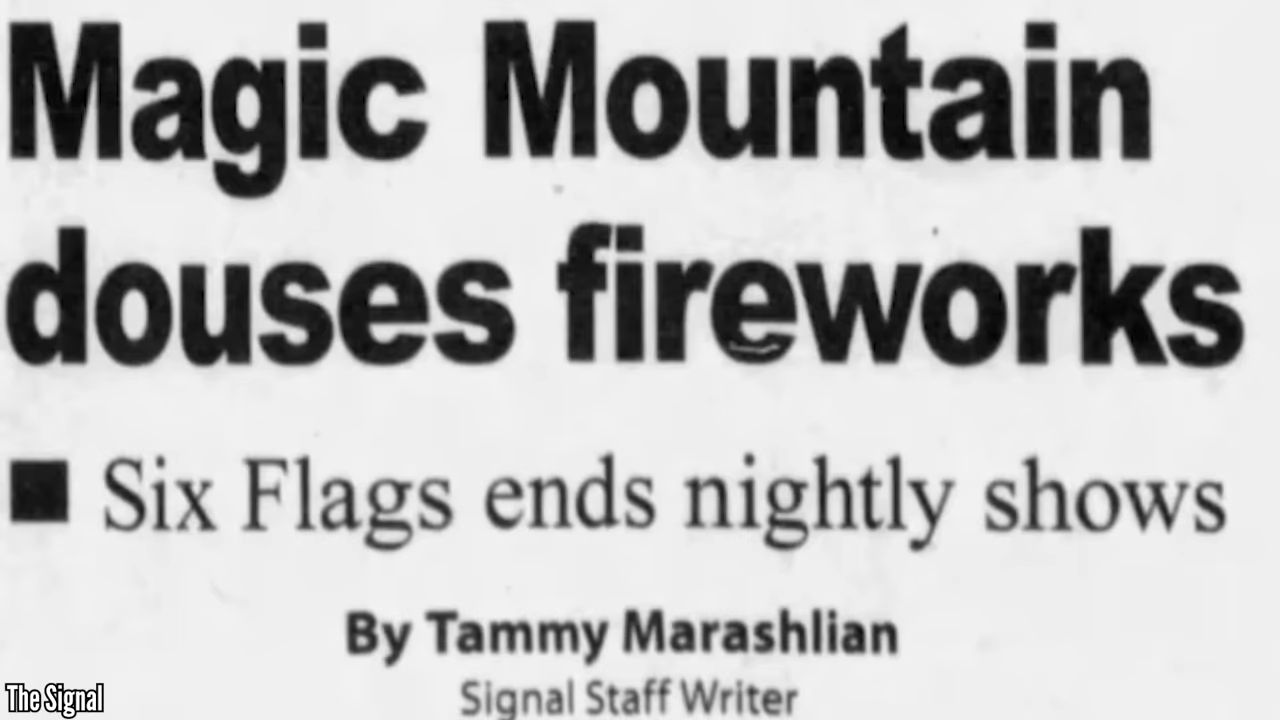 Magic Mountain
douses fireworks
■ Six Flags ends nightly shows
By Tammy Marashlian
Signal Staff Writer
The Signal